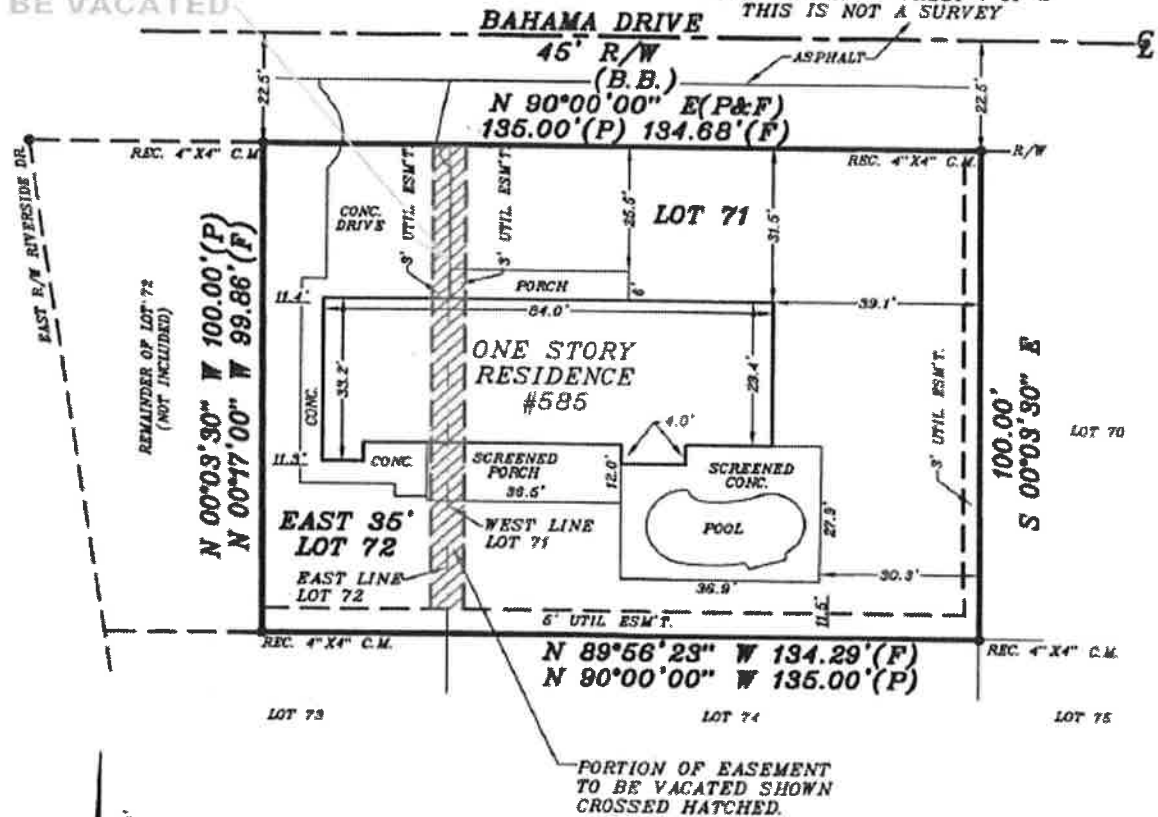 BE VACATED
THIS IS NOT A SURVEY
BAHAMA DRIVE
45' R/W
(B.B.)
ASPHALT
N 90°00'00" E(P&F)
135.00'(P) 134.68'(F)
22.5'
22.5'
REC. 4"X4" C.M.
REC. 4"X4" C.M.
R/W
EAST R/W RIVERSIDE DR.
REMAINDER OF LOT 72
(NOT INCLUDED)
N 00°03'30" W 100.00'(P)
N 00°17'00" W 99.86'(F)
CONC.
DRIVE
3' UTIL ESM'T.
3' UTIL ESM'T.
25.5'
LOT 71
31.5'
PORCH
6'
11.4'
84.0'
39.1'
CONC.
33.2'
ONE STORY
RESIDENCE
#585
4.0'
3' UTIL ESM'T.
100.00'
S 00°03'30" E
LOT 70
11.3'
CONC.
SCREENED
PORCH
36.5'
12.0'
SCREENED
CONC.
POOL
EAST 35'
LOT 72
WEST LINE
LOT 71
EAST LINE
LOT 72
36.9'
30.3'
11.5'
UTIL ESM'T.
REC. 4"X4" C.M.
N 89°56'23" W 134.29'(F)
N 90°00'00" W 135.00'(P)
REC. 4"X4" C.M.
LOT 73
LOT 74
LOT 75
PORTION OF EASEMENT
TO BE VACATED SHOWN
CROSSED HATCHED.